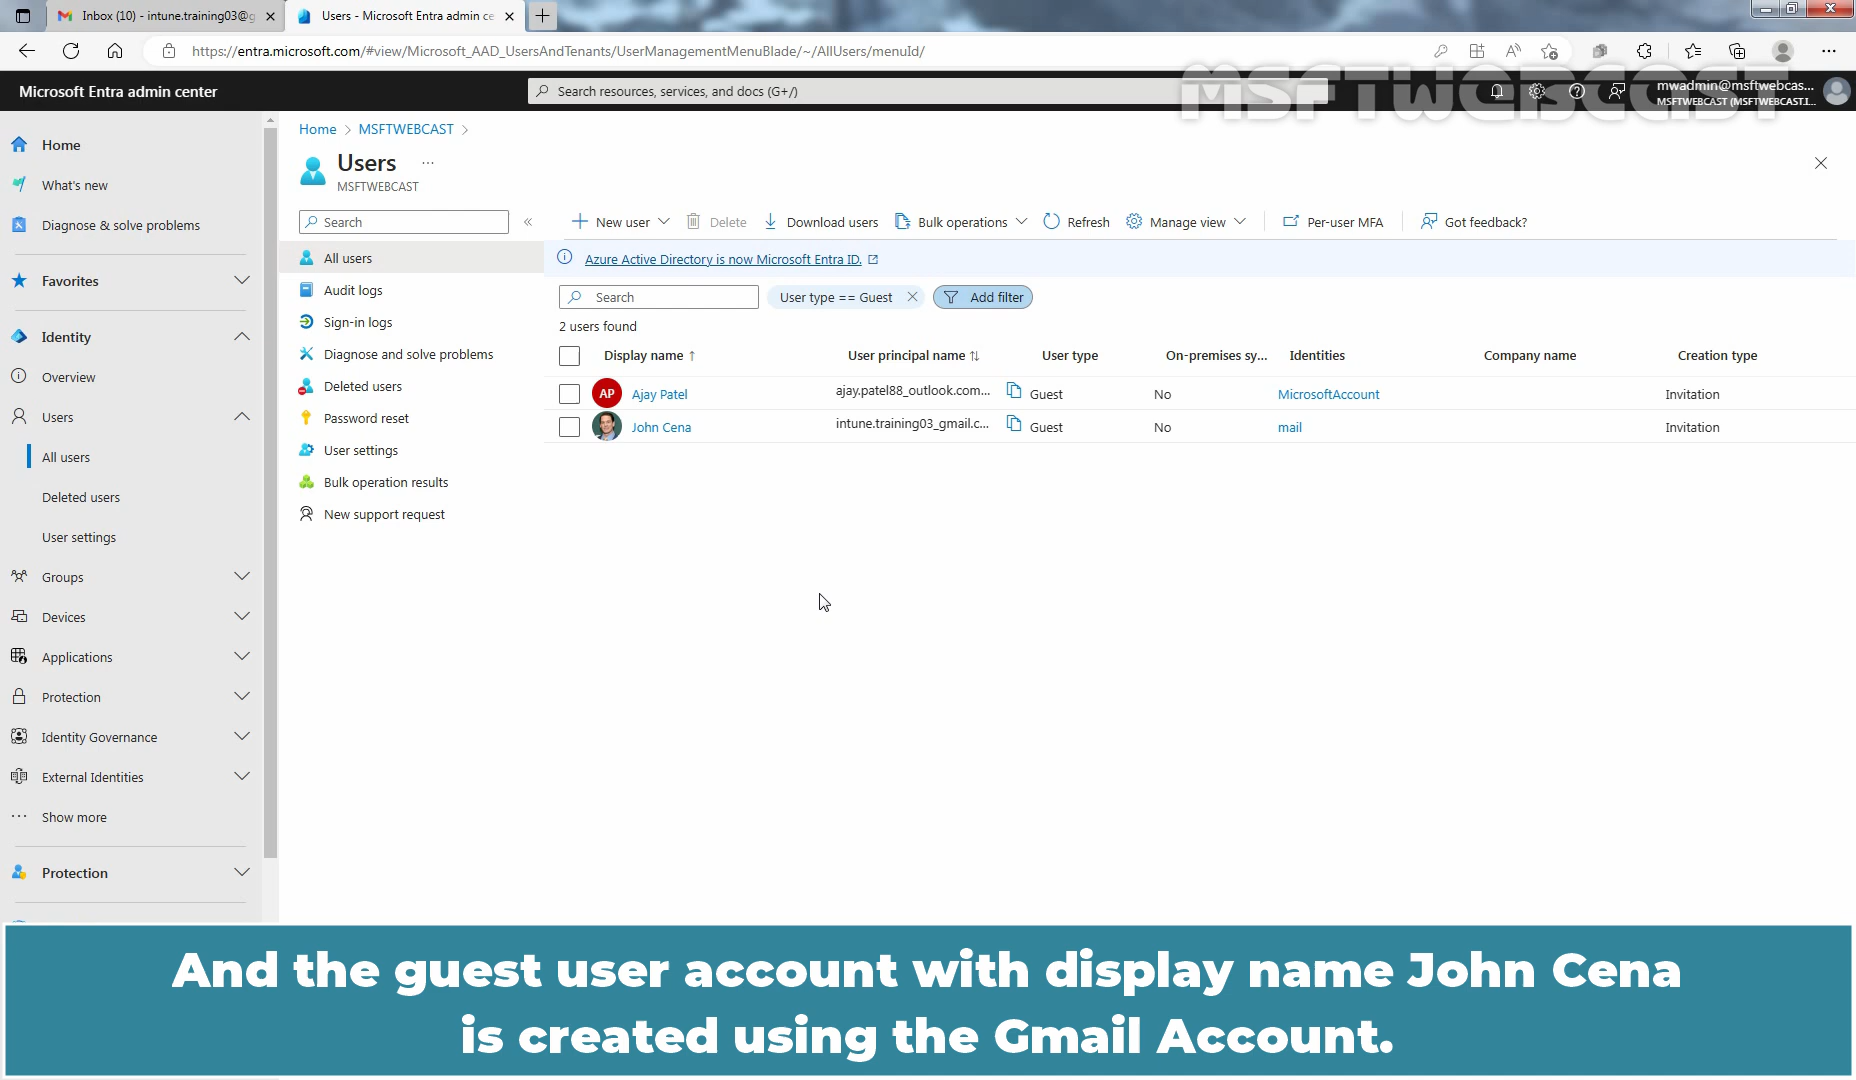 Inbox (10) - intune.training03@g
Users - Microsoft Entra admin ce
https://entra.microsoft.com/#view/Microsoft_AAD_UsersAndTenants/UserManagementMenuBlade/~/AllUsers/menuId/
Microsoft Entra admin center
Search resources, services, and docs (G+/)
MSFTWEBCAST
mwadmin@msftwebcas...
MSFTWEBCAST (MSFTWEBCAST.I...
Home
What's new
Diagnose & solve problems
Favorites
Identity
Overview
Users
All users
Deleted users
User settings
Groups
Devices
Applications
Protection
Identity Governance
External Identities
Show more
Protection
Home > MSFTWEBCAST >
Users ...
MSFTWEBCAST
Search
All users
Audit logs
Sign-in logs
Diagnose and solve problems
Deleted users
Password reset
User settings
Bulk operation results
New support request
New user Delete Download users Bulk operations Refresh Manage view Per-user MFA Got feedback?
Azure Active Directory is now Microsoft Entra ID.
Search User type == Guest Add filter
2 users found
Display name ↑ User principal name ↑↓ User type On-premises sy... Identities Company name Creation type
AP Ajay Patel ajay.patel88_outlook.com... Guest No MicrosoftAccount Invitation
John Cena intune.training03_gmail.c... Guest No mail Invitation
And the guest user account with display name John Cena
is created using the Gmail Account.